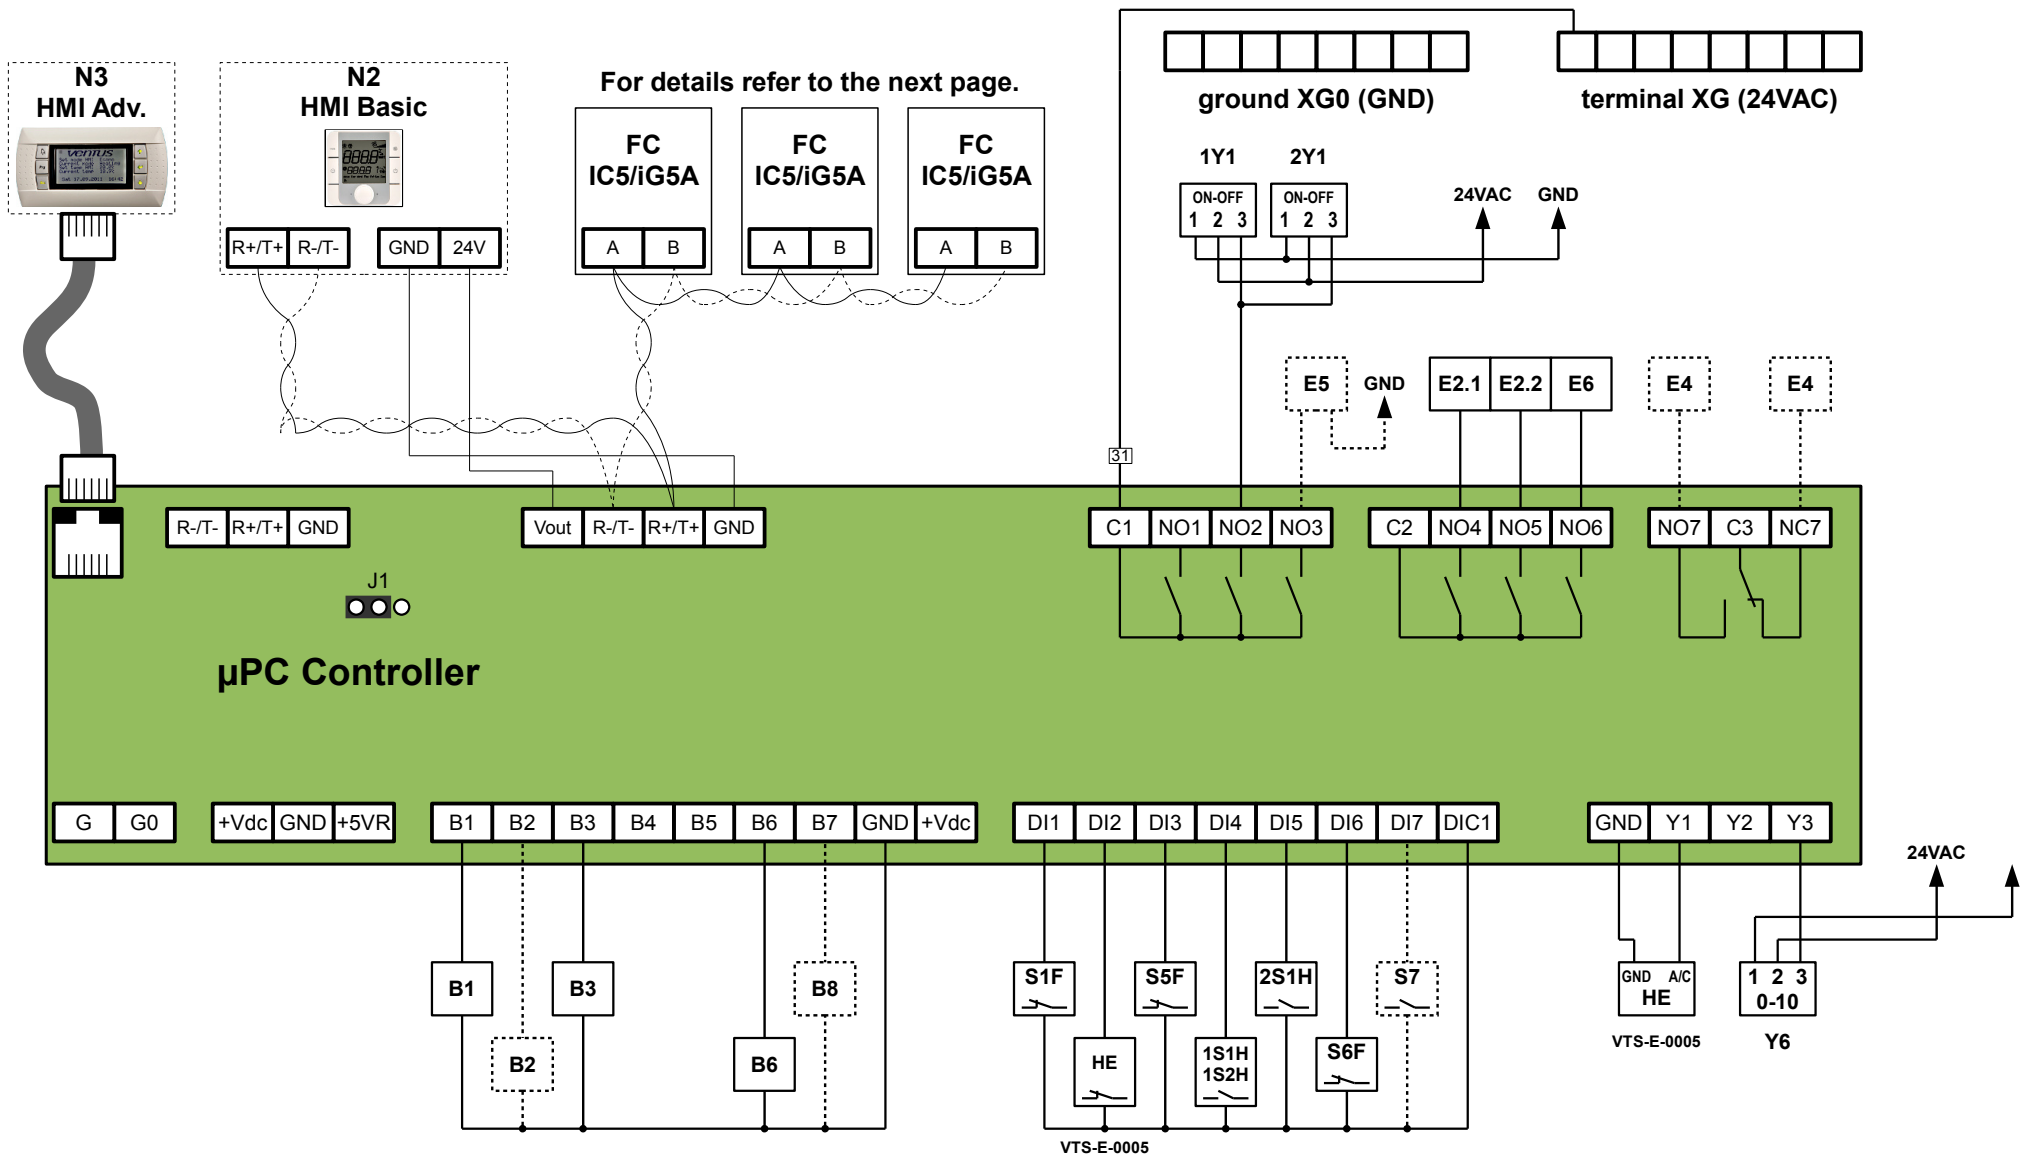 N3
HMI Adv.
VENTUS
N2
HMI Basic
For details refer to the next page.
FC
IC5/iG5A
FC
IC5/iG5A
FC
IC5/iG5A
ground XG0 (GND)
terminal XG (24VAC)
1Y1
2Y1
ON-OFF
1 2 3
ON-OFF
1 2 3
24VAC
GND
R+/T+
R-/T-
GND
24V
A
B
A
B
A
B
E5
GND
E2.1
E2.2
E6
E4
E4
31
R-/T-
R+/T+
GND
Vout
R-/T-
R+/T+
GND
C1
NO1
NO2
NO3
C2
NO4
NO5
NO6
NO7
C3
NC7
J1
µPC Controller
G
G0
+Vdc
GND
+5VR
B1
B2
B3
B4
B5
B6
B7
GND
+Vdc
DI1
DI2
DI3
DI4
DI5
DI6
DI7
DIC1
GND
Y1
Y2
Y3
24VAC
B1
B3
B8
S1F
S5F
2S1H
S7
GND A/C
HE
1 2 3
0-10
VTS-E-0005
Y6
B2
B6
HE
1S1H
1S2H
S6F
VTS-E-0005